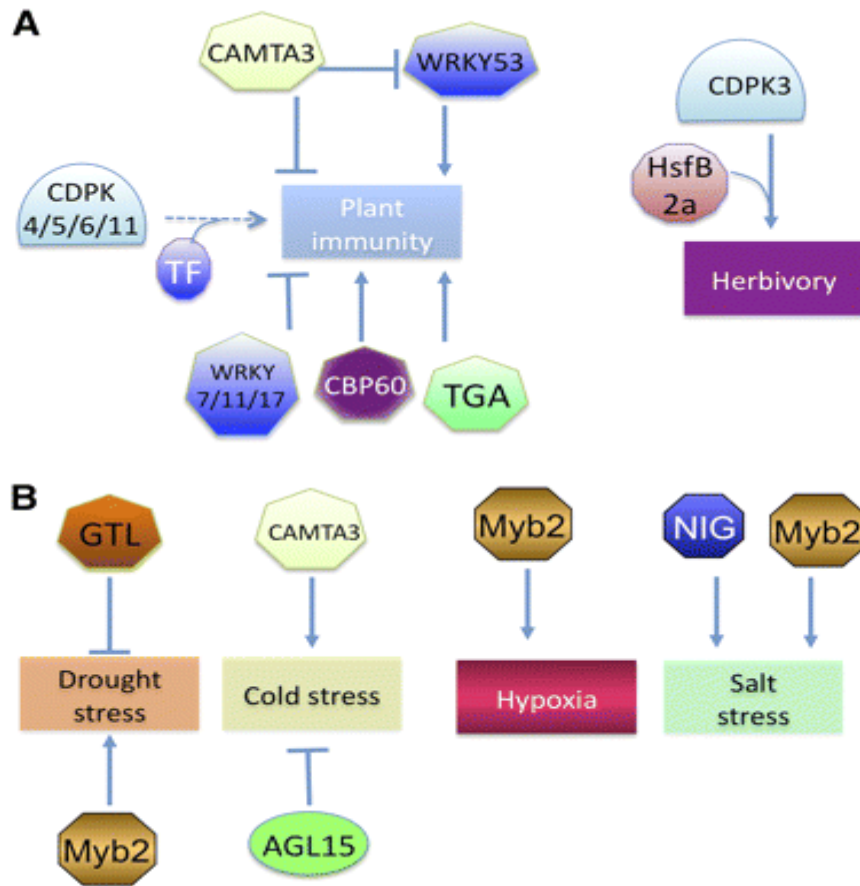 A
CAMTA3
WRKY53
CDPK3
CDPK
4/5/6/11
TF
Plant
immunity
HsfB
2a
Herbivory
WRKY
7/11/17
CBP60
TGA
B
GTL
CAMTA3
Myb2
NIG
Myb2
Drought
stress
Cold stress
Hypoxia
Salt
stress
Myb2
AGL15